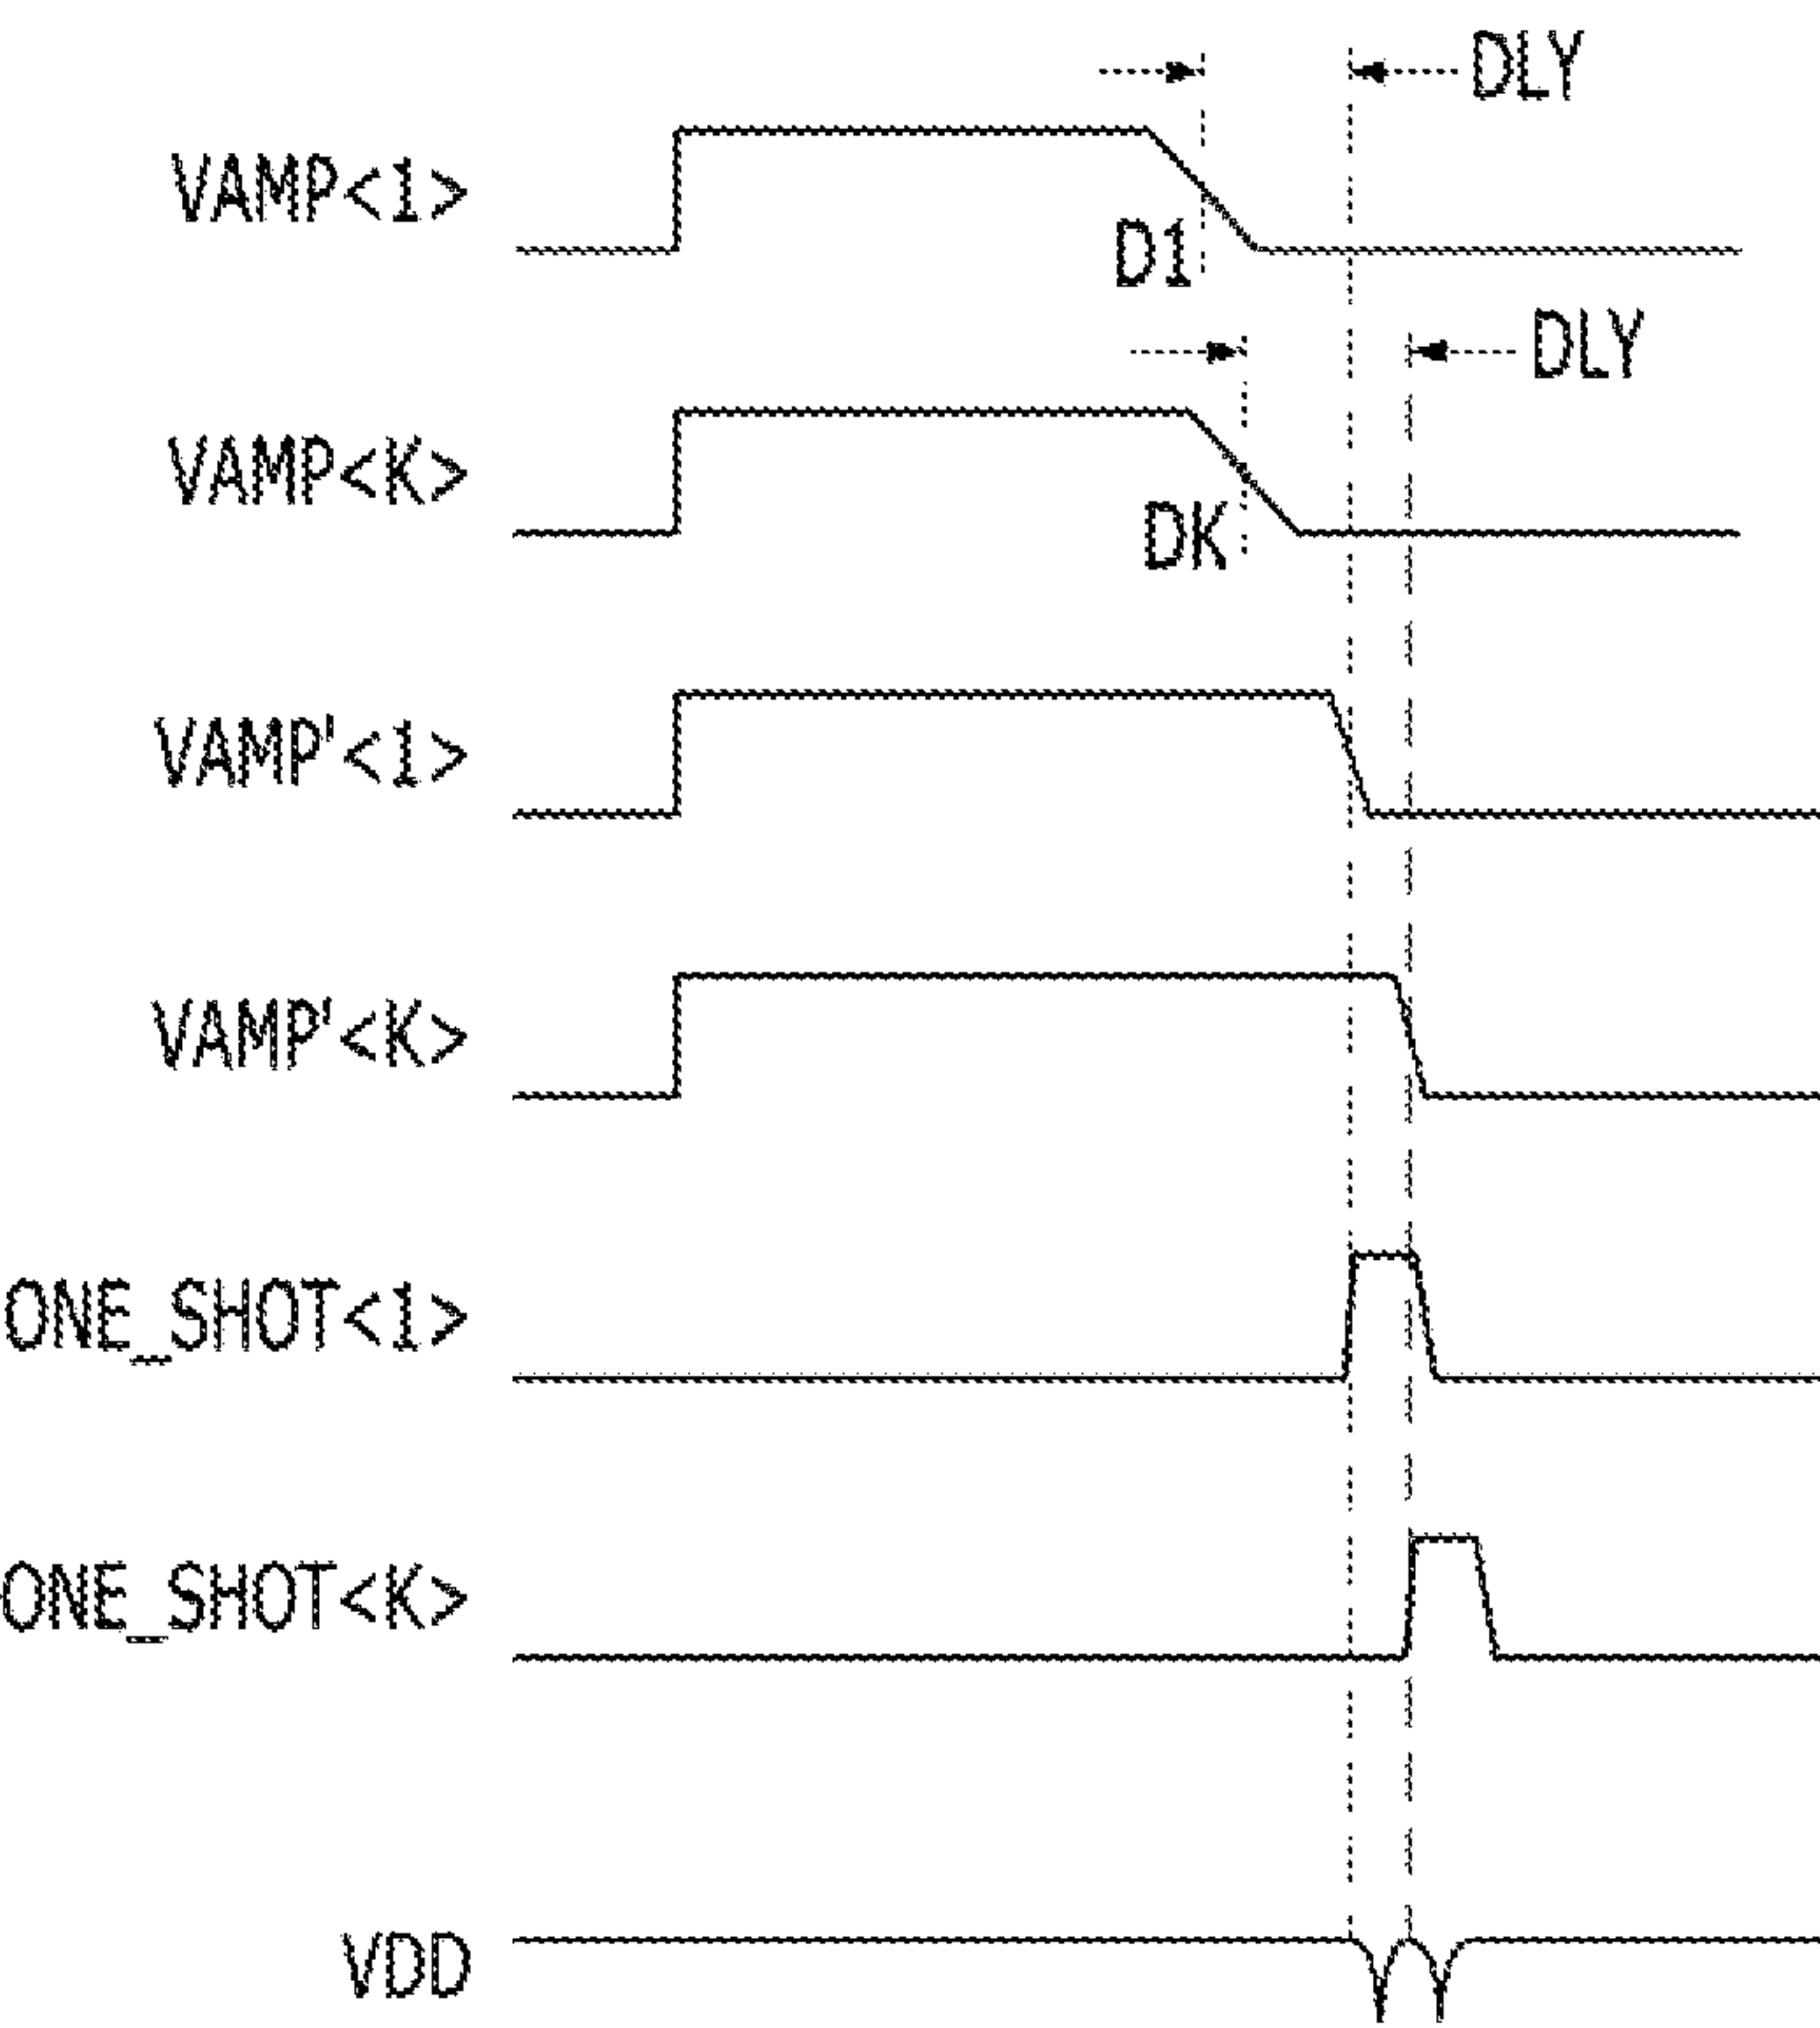 DLY
VAMP<1>
D1
DLY
VAMP<K>
DK
VAMP'<1>
VAMP'<K>
ONE_SHOT<1>
ONE_SHOT<K>
VDD